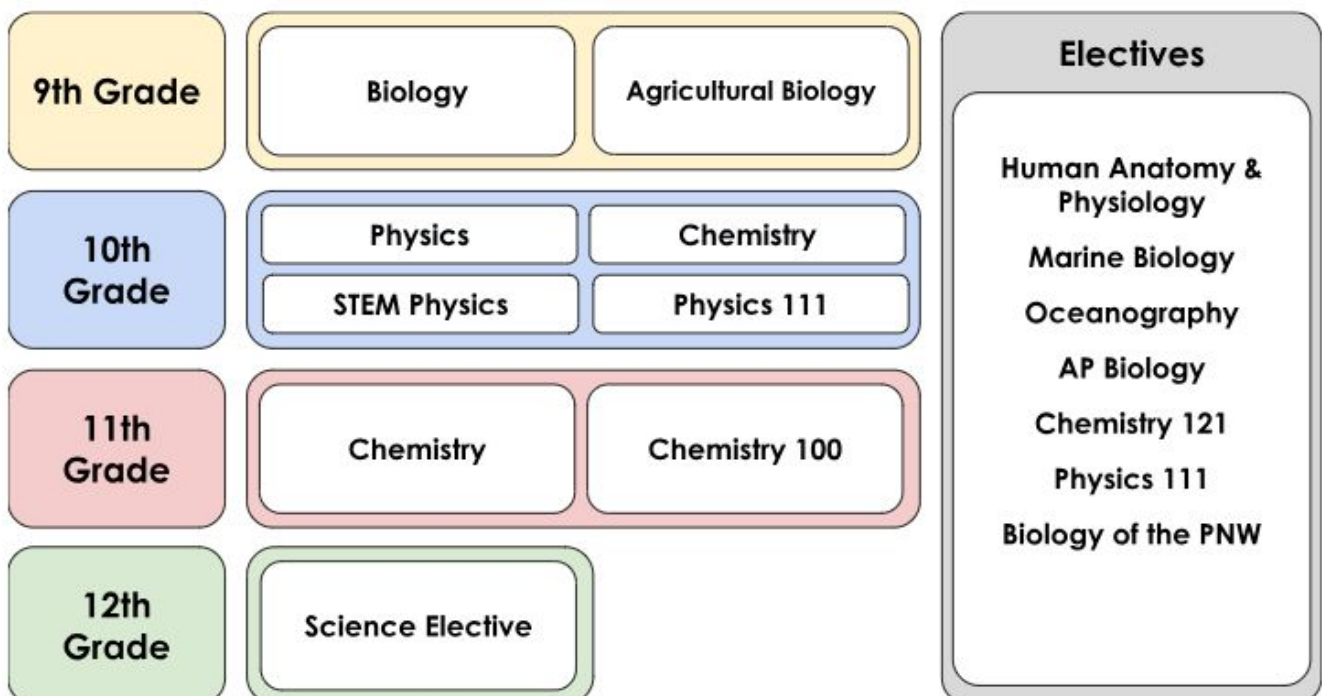 9th Grade
Biology
Agricultural Biology
10th
Grade
Physics
Chemistry
STEM Physics
Physics 111
11th
Grade
Chemistry
Chemistry 100
12th
Grade
Science Elective
Electives
Human Anatomy &
Physiology
Marine Biology
Oceanography
AP Biology
Chemistry 121
Physics 111
Biology of the PNW